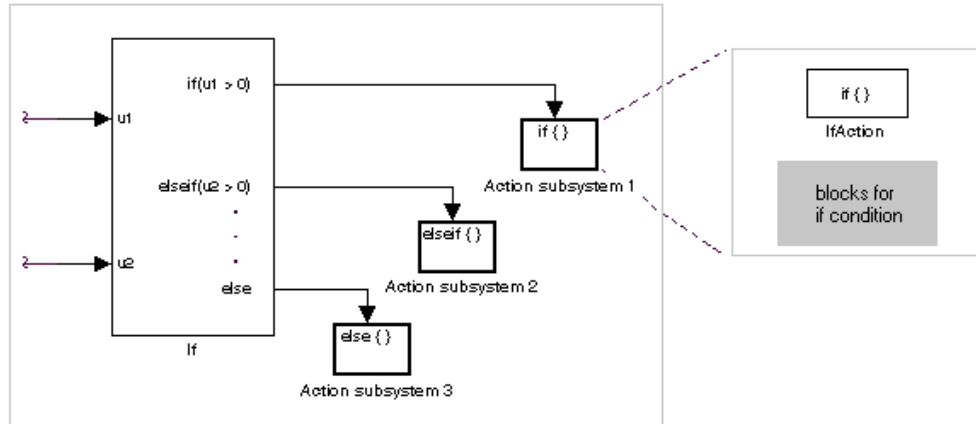 if(u1 > 0)
u1
elseif(u2 > 0)
u2
else
If
if { }
Action subsystem 1
elseif { }
Action subsystem 2
else { }
Action subsystem 3
if { }
IfAction
blocks for
if condition